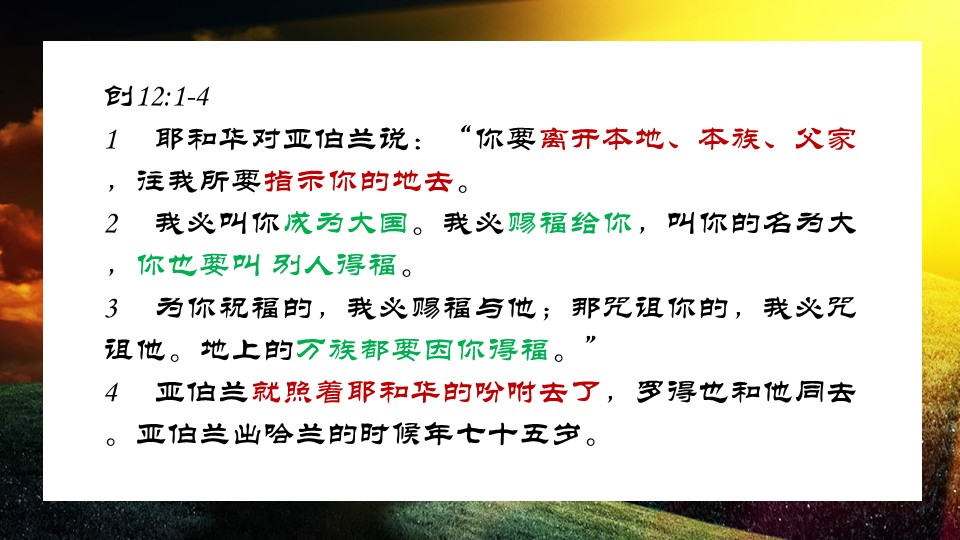 创12:1-4
1 耶和华对亚伯兰说：“你要离开本地、本族、父家
，往我所要指示你的地去。
2 我必叫你成为大国。我必赐福给你，叫你的名为大
，你也要叫 别人得福。
3 为你祝福的，我必赐福与他；那咒诅你的，我必咒
诅他。地上的万族都要因你得福。”
4 亚伯兰就照着耶和华的吩咐去了，罗得也和他同去
。亚伯兰出哈兰的时候年七十五岁。